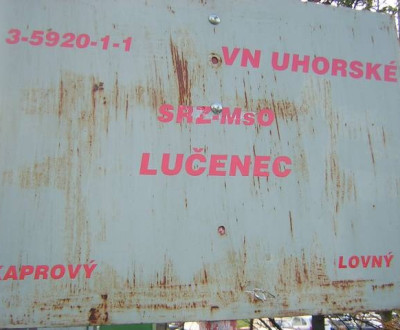 3-5920-1-1
VN UHORSKÉ
SRZ-MsO
LUČENEC
KAPROVÝ
LOVNÝ